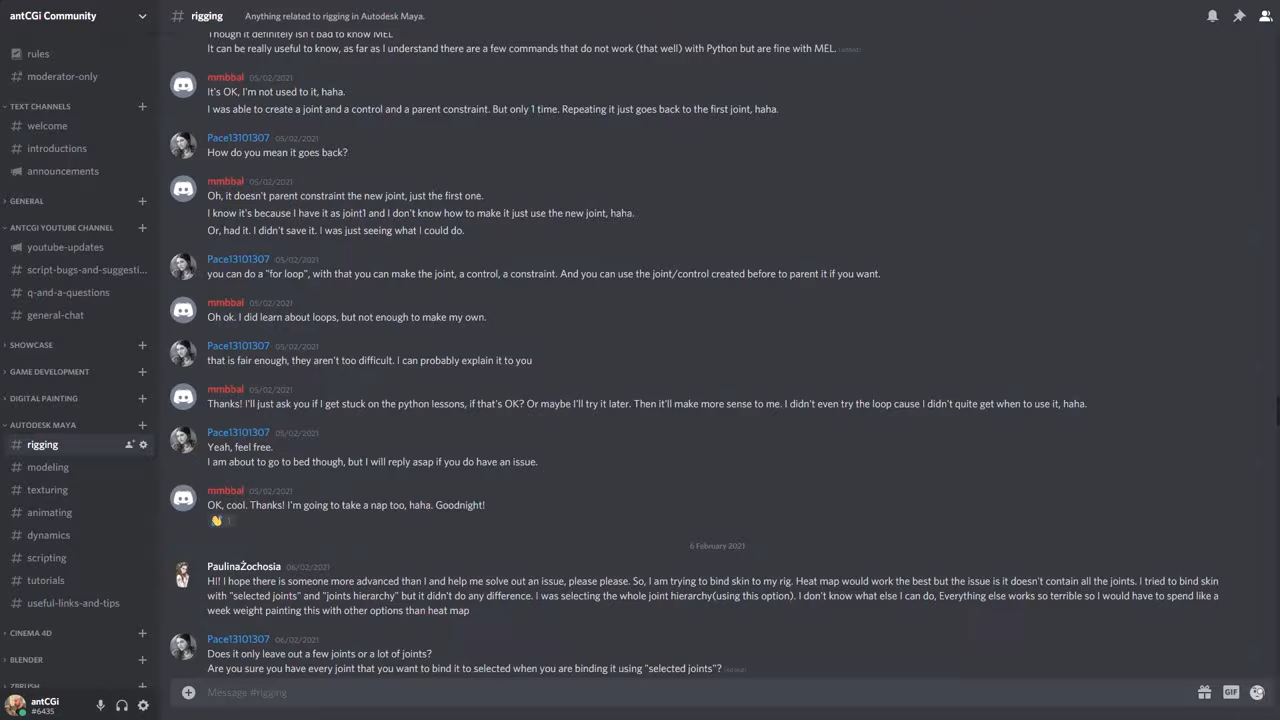 antCGi Community
# rigging Anything related to rigging in Autodesk Maya.
rules
moderator-only
TEXT CHANNELS
welcome
introductions
announcements
GENERAL
ANTCGI YOUTUBE CHANNEL
youtube-updates
script-bugs-and-suggesti...
q-and-a-questions
general-chat
SHOWCASE
GAME DEVELOPMENT
DIGITAL PAINTING
AUTODESK MAYA
rigging
modeling
texturing
animating
dynamics
scripting
tutorials
useful-links-and-tips
CINEMA 4D
BLENDER
ZBRUSH
antCGi
#6435
Though it definitely isn't bad to know MEL
It can be really useful to know, as far as I understand there are a few commands that do not work (that well) with Python but are fine with MEL. (edited)
mmbbal 05/02/2021
It's OK, I'm not used to it, haha.
I was able to create a joint and a control and a parent constraint. But only 1 time. Repeating it just goes back to the first joint, haha.
Pace13101307 05/02/2021
How do you mean it goes back?
mmbbal 05/02/2021
Oh, it doesn't parent constraint the new joint, just the first one.
I know it's because I have it as joint1 and I don't know how to make it just use the new joint, haha.
Or, had it. I didn't save it. I was just seeing what I could do.
Pace13101307 05/02/2021
you can do a "for loop", with that you can make the joint, a control, a constraint. And you can use the joint/control created before to parent it if you want.
mmbbal 05/02/2021
Oh ok. I did learn about loops, but not enough to make my own.
Pace13101307 05/02/2021
that is fair enough, they aren't too difficult. I can probably explain it to you
mmbbal 05/02/2021
Thanks! I'll just ask you if I get stuck on the python lessons, if that's OK? Or maybe I'll try it later. Then it'll make more sense to me. I didn't even try the loop cause I didn't quite get when to use it, haha.
Pace13101307 05/02/2021
Yeah, feel free.
I am about to go to bed though, but I will reply asap if you do have an issue.
mmbbal 05/02/2021
OK, cool. Thanks! I'm going to take a nap too, haha. Goodnight!
1
6 February 2021
PaulinaŻochosia 06/02/2021
HI! I hope there is someone more advanced than I and help me solve out an issue, please please. So, I am trying to bind skin to my rig. Heat map would work the best but the issue is it doesn't contain all the joints. I tried to bind skin
with "selected joints" and "joints hierarchy" but it didn't do any difference. I was selecting the whole joint hierarchy(using this option). I don't know what else I can do, Everything else works so terrible so I would have to spend like a
week weight painting this with other options than heat map
Pace13101307 06/02/2021
Does it only leave out a few joints or a lot of joints?
Are you sure you have every joint that you want to bind it to selected when you are binding it using "selected joints"? (edited)
Message #rigging
GIF